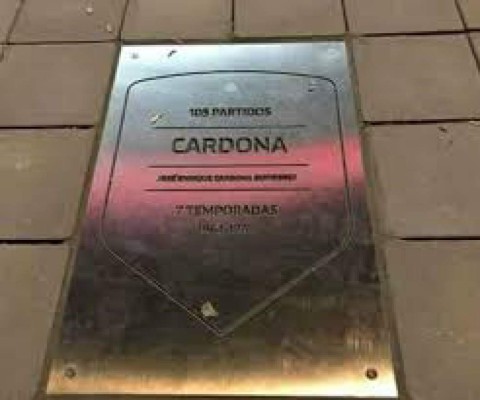 105 PARTIDOS
CARDONA
JOSÉ ENRIQUE CARDONA GUTIÉRREZ
7 TEMPORADAS